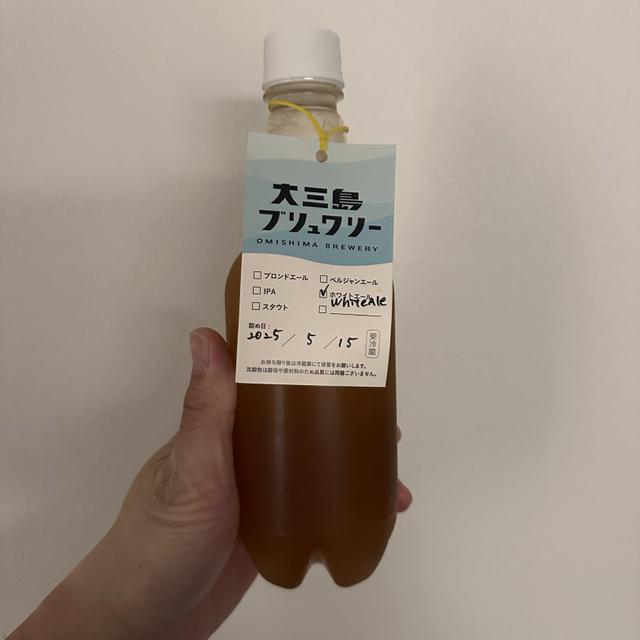 大三島
ブリュワリー
OMISHIMA BREWERY
□ ブロンドエール □ ベルジャンエール
□ IPA ☑ ホワイトエール
White Ale
□ スタウト □
詰め日:
2025 / 5 / 15
要冷蔵
お持ち帰り後は冷蔵庫にて保管をお願いします。
沈殿物は酵母や原材料のため品質には問題ございません。